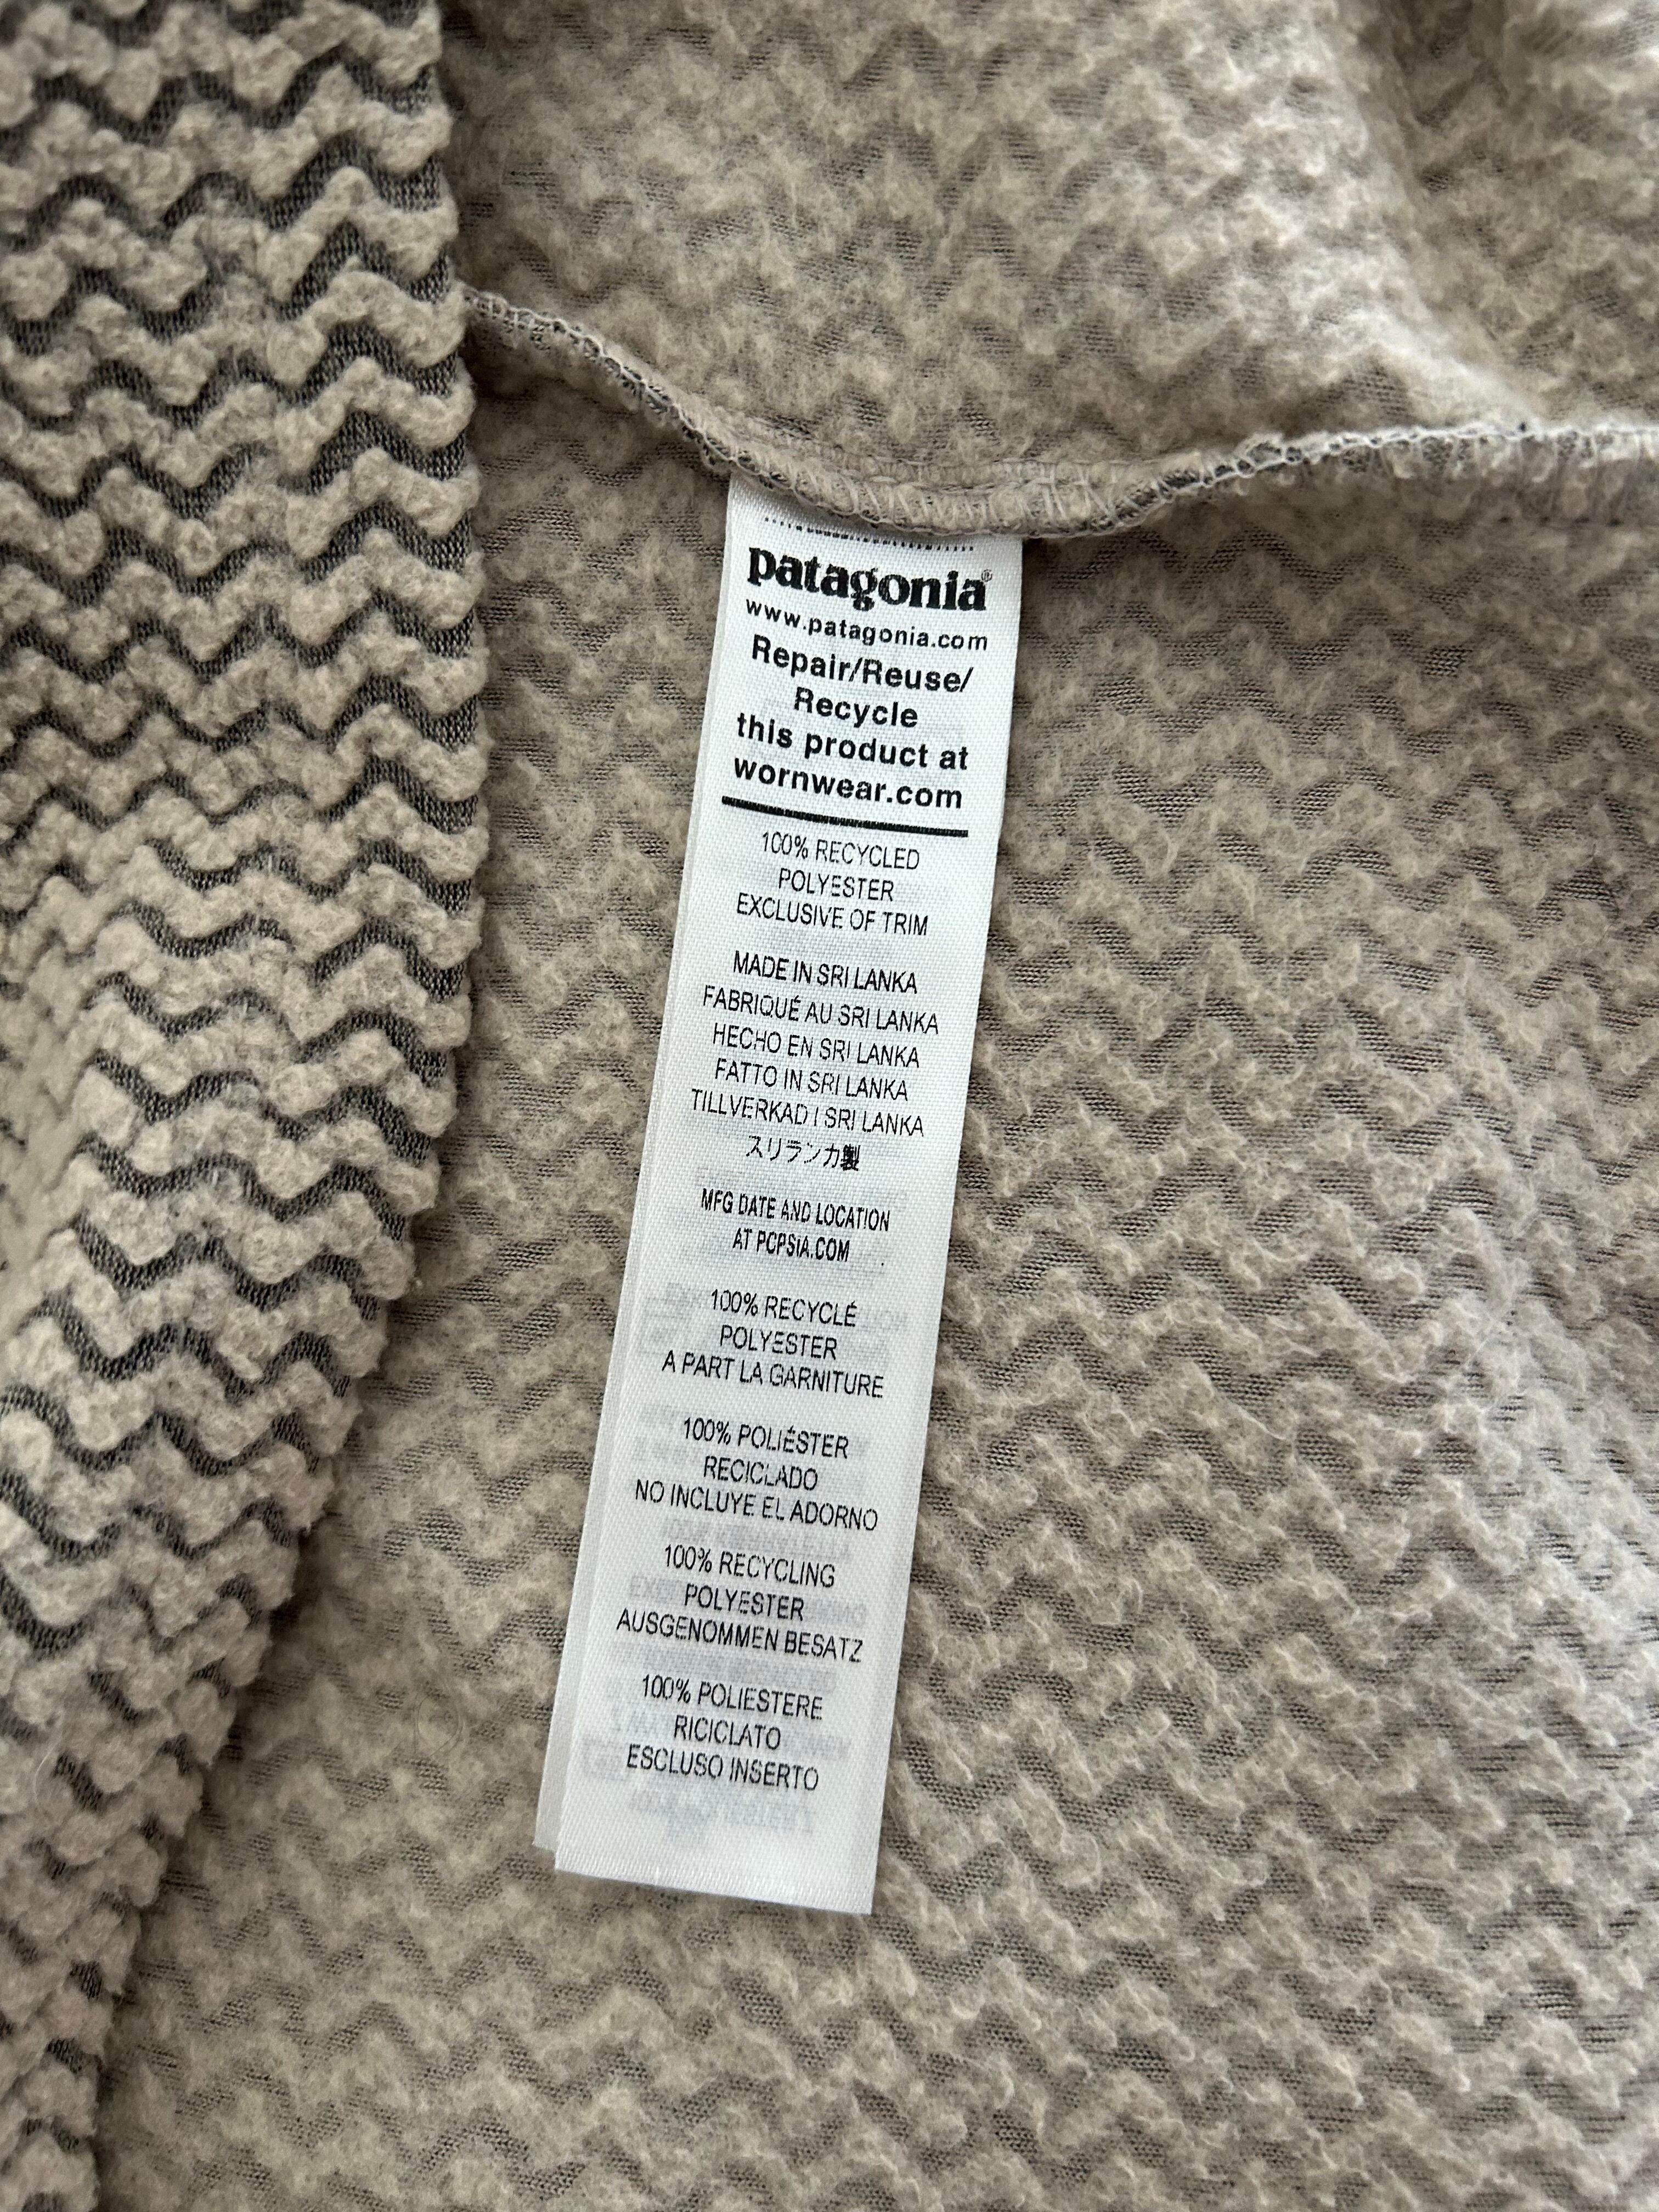 patagonia®
www.patagonia.com
Repair/Reuse/
Recycle
this product at
wornwear.com
100% RECYCLED
POLYESTER
EXCLUSIVE OF TRIM
MADE IN SRI LANKA
FABRIQUÉ AU SRI LANKA
HECHO EN SRI LANKA
FATTO IN SRI LANKA
TILLVERKAD I SRI LANKA
スリランカ製
MFG DATE AND LOCATION
AT PCPSIA.COM
100% RECYCLÉ
POLYESTER
A PART LA GARNITURE
100% POLIÉSTER
RECICLADO
NO INCLUYE EL ADORNO
100% RECYCLING
POLYESTER
AUSGENOMMEN BESATZ
100% POLIESTERE
RICICLATO
ESCLUSO INSERTO